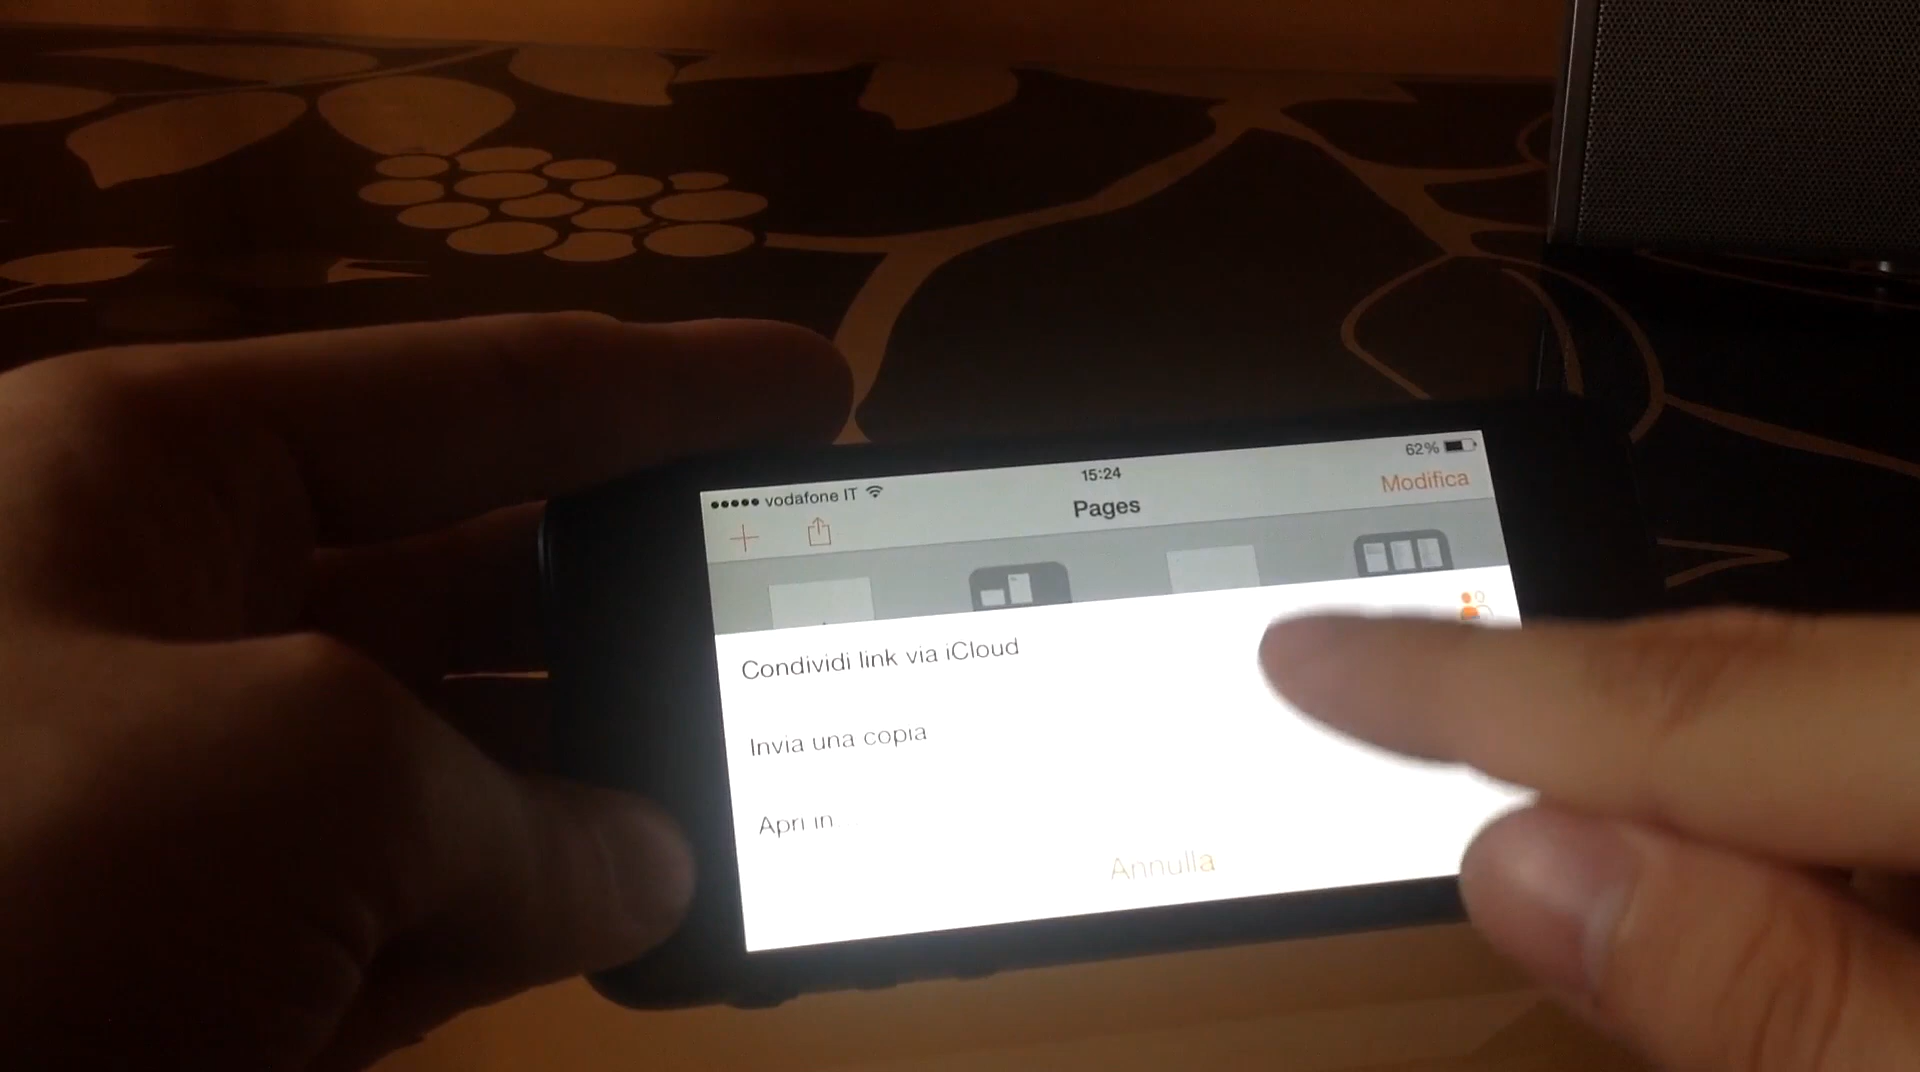 vodafone IT 15:24 62%
Pages Modifica
Condividi link via iCloud
Invia una copia
Apri in
Annulla